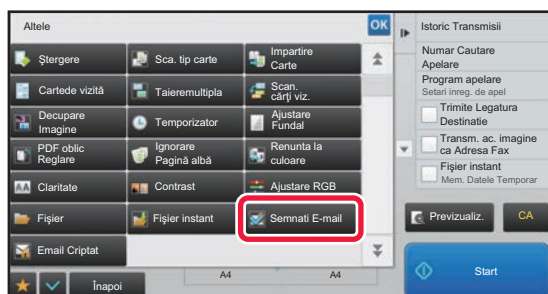 Altele
OK
Ştergere
Sca. tip carte
Impartire
Carte
Cartede vizită
Taieremultipla
Scan.
cărţi viz.
Decupare
Imagine
Temporizator
Ajustare
Fundal
PDF oblic
Reglare
Ignorare
Pagină albă
Renunta la
culoare
Claritate
Contrast
Ajustare RGB
Fişier
Fişier instant
Semnati E-mail
Email Criptat
Înapoi
A4
A4
Istoric Transmisii
Numar Cautare
Apelare
Program apelare
Setari inreg. de apel
Trimite Legatura
Destinatie
Transm. ac. imagine
ca Adresa Fax
Fişier instant
Mem. Datele Temporar
Previzualiz.
CA
Start